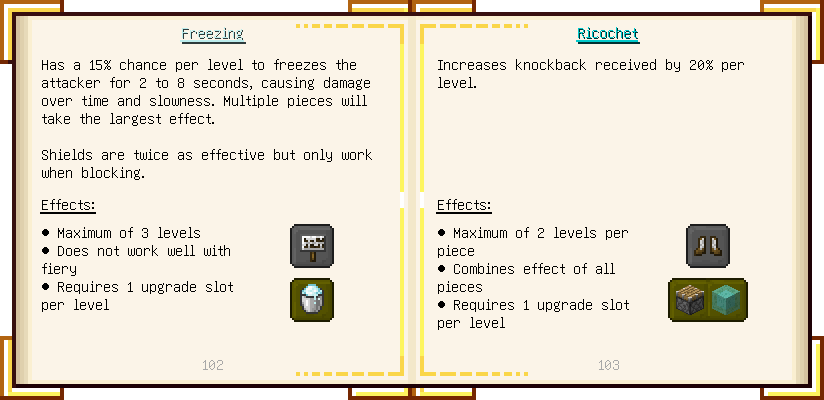 Freezing
Has a 15% chance per level to freezes the
attacker for 2 to 8 seconds, causing damage
over time and slowness. Multiple pieces will
take the largest effect.
Shields are twice as effective but only work
when blocking.
Effects:
● Maximum of 3 levels
● Does not work well with
fiery
● Requires 1 upgrade slot
per level
102
Ricochet
Increases knockback received by 20% per
level.
Effects:
● Maximum of 2 levels per
piece
● Combines effect of all
pieces
● Requires 1 upgrade slot
per level
103